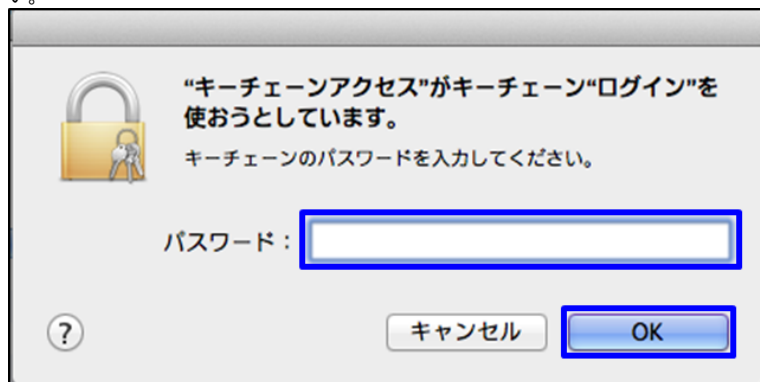 い。
“キーチェーンアクセス”がキーチェーン“ログイン”を
使おうとしています。
キーチェーンのパスワードを入力してください。
パスワード：
?
キャンセル
OK